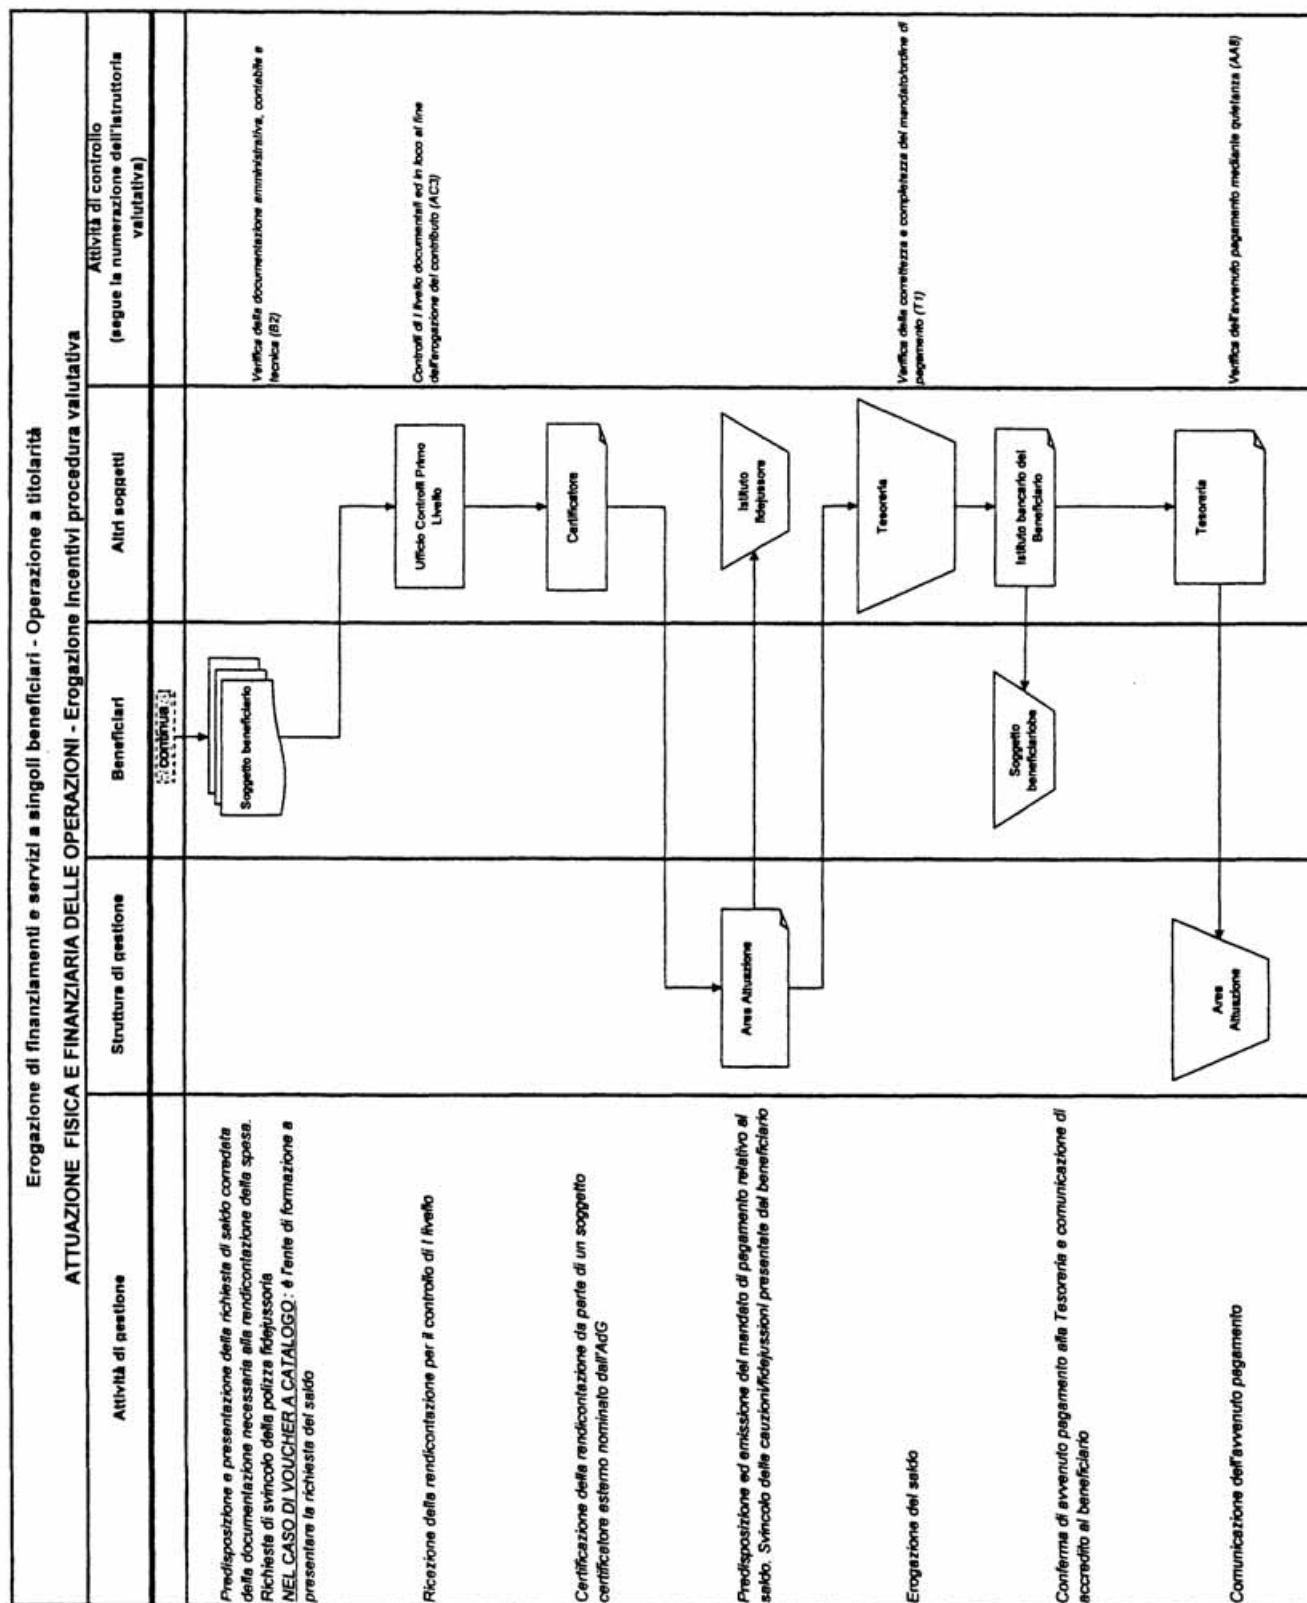 Erogazione di finanziamenti e servizi a singoli beneficiari - Operazione a titolarità
ATTUAZIONE FISICA E FINANZIARIA DELLE OPERAZIONI - Erogazione incentivi procedura valutativa
Attività di gestione
Struttura di gestione
Beneficiari
Altri soggetti
Attività di controllo
(segue la numerazione dell'istruttoria
valutativa)
continua
Predisposizione e presentazione della richiesta di saldo corredata
della documentazione necessaria alla rendicontazione della spesa.
Richiesta di svincolo della polizza fidejussoria
NEL CASO DI VOUCHER A CATALOGO: è l'ente di formazione a
presentare la richiesta del saldo
Soggetto beneficiario
Verifica della documentazione amministrativa, contabile e
tecnica (B2)
Ricezione della rendicontazione per il controllo di I livello
Ufficio Controlli Primo
Livello
Controlli di I livello documentali ed in loco al fine
dell'erogazione del contributo (AC3)
Certificazione della rendicontazione da parte di un soggetto
certificatore esterno nominato dall'AdG
Certificatore
Predisposizione ed emissione del mandato di pagamento relativo al
saldo. Svincolo delle cauzioni/fidejussioni presentate dal beneficiario
Area Attuazione
Istituto
fidejussore
Erogazione del saldo
Tesoreria
Verifica della correttezza e completezza del mandato/ordine di
pagamento (T1)
Conferma di avvenuto pagamento alla Tesoreria e comunicazione di
accredito al beneficiario
Soggetto
beneficiariobe
Istituto bancario del
Beneficiario
Comunicazione dell'avvenuto pagamento
Area
Attuazione
Tesoreria
Verifica dell'avvenuto pagamento mediante quietanza (AA8)